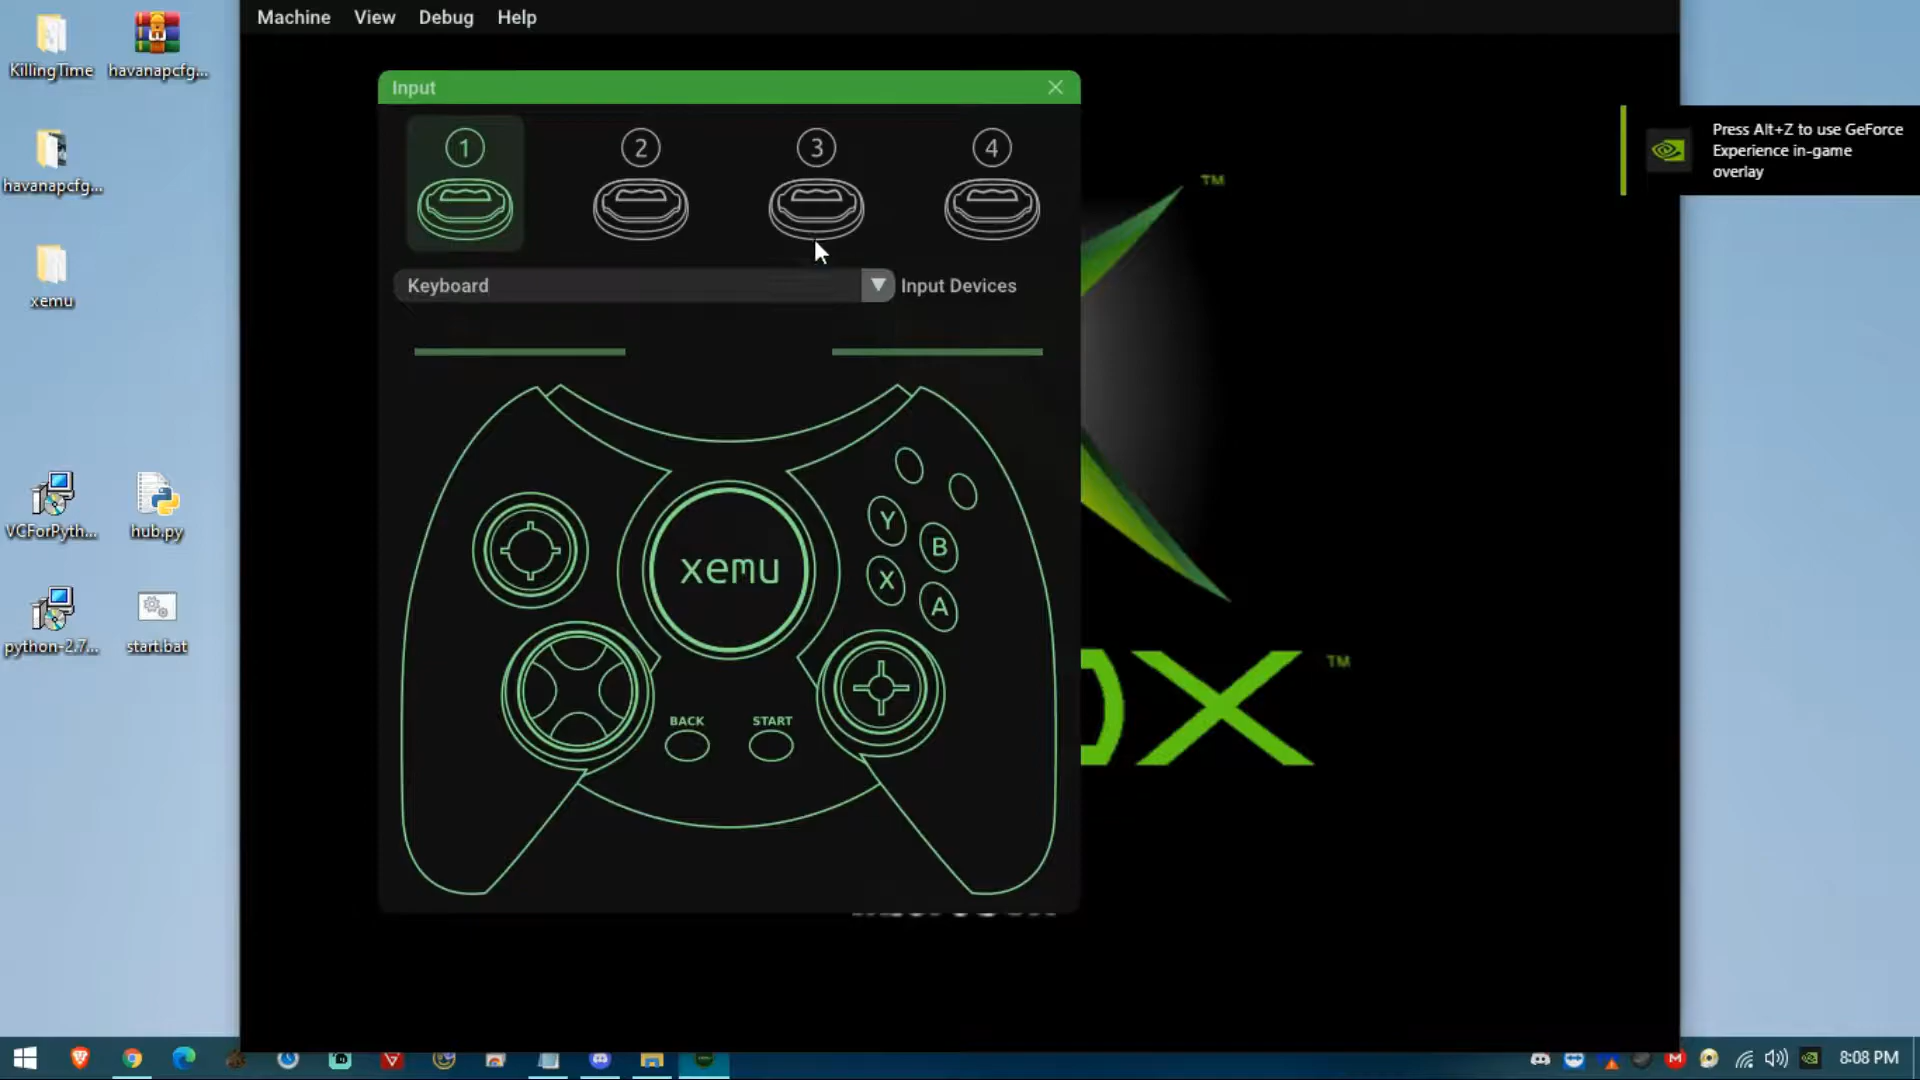 Machine View Debug Help
KillingTime
havanapcfg...
Input
1
2
3
4
Press Alt+Z to use GeForce
Experience in-game
overlay
TM
havanapcfg...
Keyboard
Input Devices
xemu
Y
B
X
A
xemu
VCForPyth...
hub.py
BACK
START
TM
OX
python-2.7...
start.bat
8:08 PM